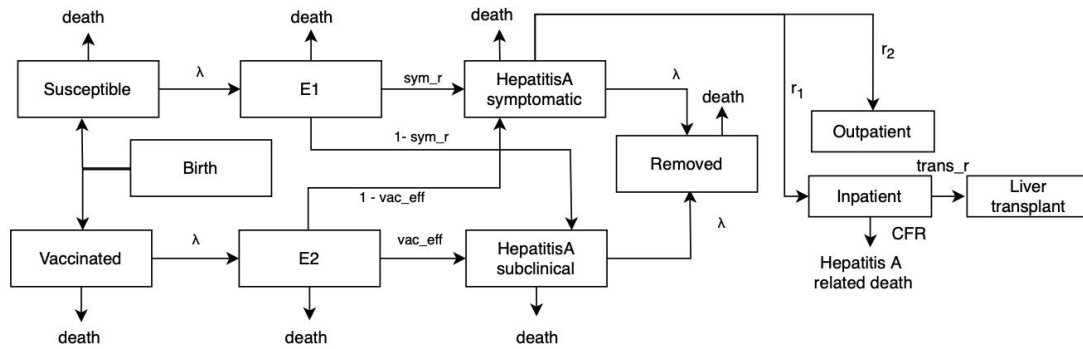 death
death
death
Susceptible
λ
E1
sym_r
HepatitisA
symptomatic
λ
r1
r2
death
Outpatient
1- sym_r
Birth
Removed
1 - vac_eff
trans_r
Inpatient
Liver
transplant
Vaccinated
λ
E2
vac_eff
HepatitisA
subclinical
λ
CFR
Hepatitis A
related death
death
death
death